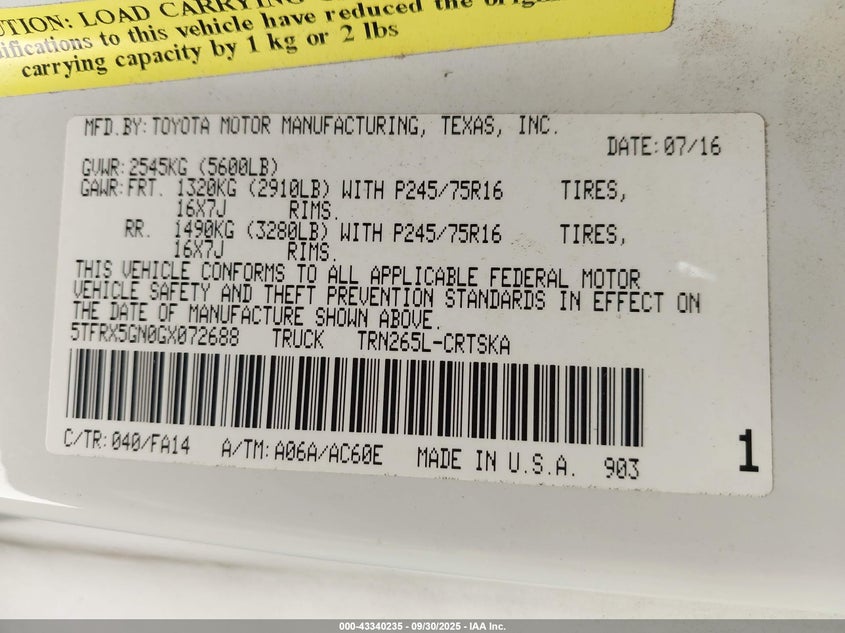 UTION: LOAD CARRYING
ifications to this vehicle have reduced the origin
carrying capacity by 1 kg or 2 lbs
MFD.BY:TOYOTA MOTOR MANUFACTURING, TEXAS, INC.
DATE:07/16
GVWR:2545KG (5600LB)
GAWR:FRT. 1320KG (2910LB) WITH P245/75R16 TIRES,
16X7J RIMS.
RR. 1490KG (3280LB) WITH P245/75R16 TIRES,
16X7J RIMS.
THIS VEHICLE CONFORMS TO ALL APPLICABLE FEDERAL MOTOR
VEHICLE SAFETY AND THEFT PREVENTION STANDARDS IN EFFECT ON
THE DATE OF MANUFACTURE SHOWN ABOVE.
5TFRX5GN0GX072688 TRUCK TRN265L-CRTSKA
C/TR:040/FA14 A/TM:A06A/AC60E MADE IN U.S.A. 903
1
000-43340235 - 09/30/2025 - IAA Inc.